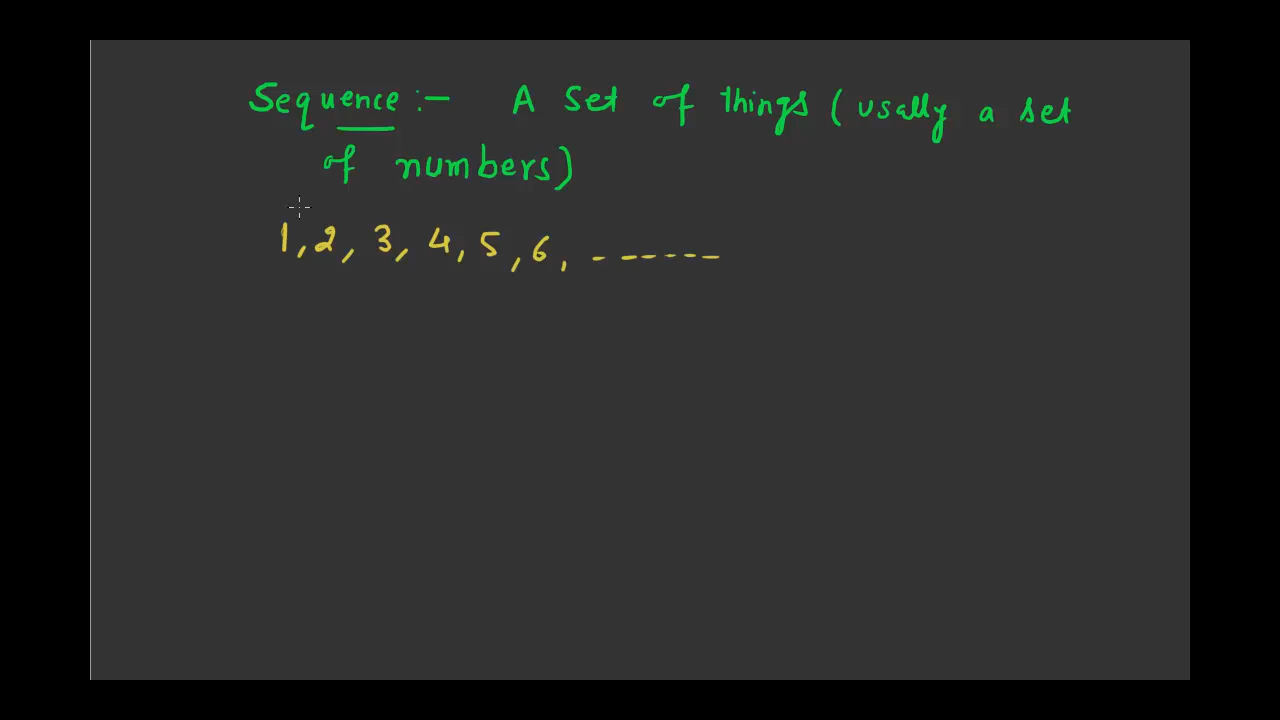 Sequence :- A set of things (usally a set
of numbers)
1, 2, 3, 4, 5, 6, - - - - - -